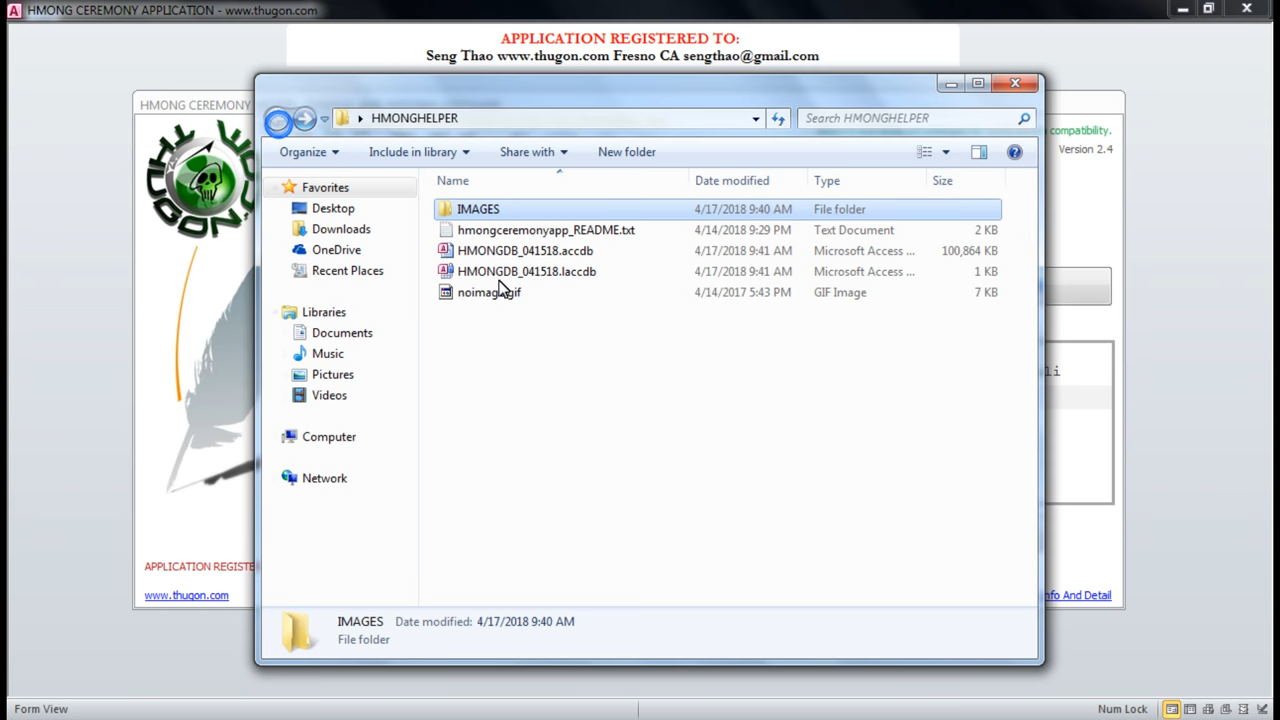 HMONG CEREMONY APPLICATION - www.thugon.com
APPLICATION REGISTERED TO:
Seng Thao www.thugon.com Fresno CA sengthao@gmail.com
HMONG CEREMONY
compatibility.
Version 2.4
THUGON.COM
HMONGHELPER
Search HMONGHELPER
Organize
Include in library
Share with
New folder
Name Date modified Type Size
IMAGES 4/17/2018 9:40 AM File folder
hmongceremonyapp_README.txt 4/14/2018 9:29 PM Text Document 2 KB
HMONGDB_041518.accdb 4/17/2018 9:41 AM Microsoft Access ... 100,864 KB
HMONGDB_041518.laccdb 4/17/2018 9:41 AM Microsoft Access ... 1 KB
noimage.gif 4/14/2017 5:43 PM GIF Image 7 KB
Favorites
Desktop
Downloads
OneDrive
Recent Places
Libraries
Documents
Music
Pictures
Videos
Computer
Network
li
APPLICATION REGISTE
www.thugon.com
nfo And Detail
IMAGES Date modified: 4/17/2018 9:40 AM
File folder
Form View
Num Lock